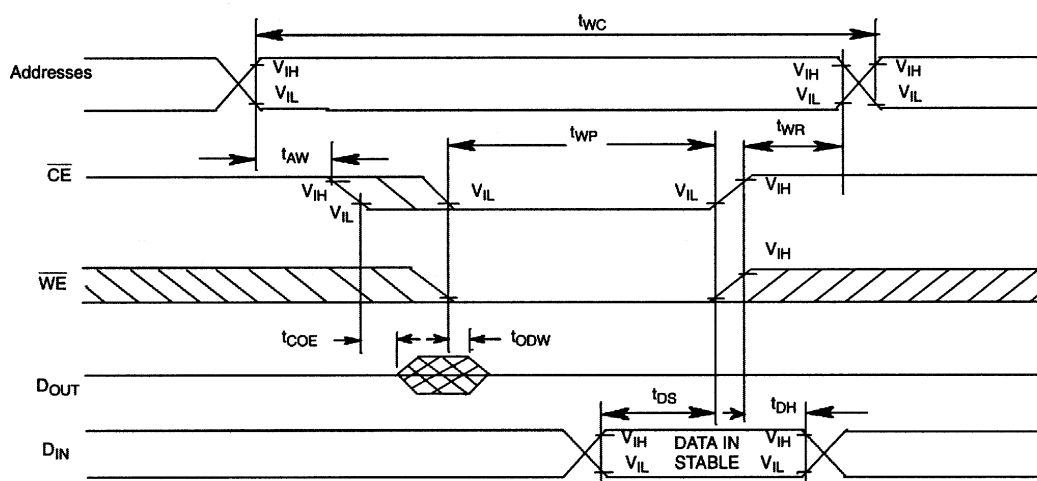 tWC
Addresses
VIH VIH VIH
VIL VIL VIL
tAW tWP tWR
CE
VIH VIL VIL VIH
VIL
WE
VIH
tCOE tODW
DOUT
tDS tDH
DIN
VIH DATA IN VIH
VIL STABLE VIL